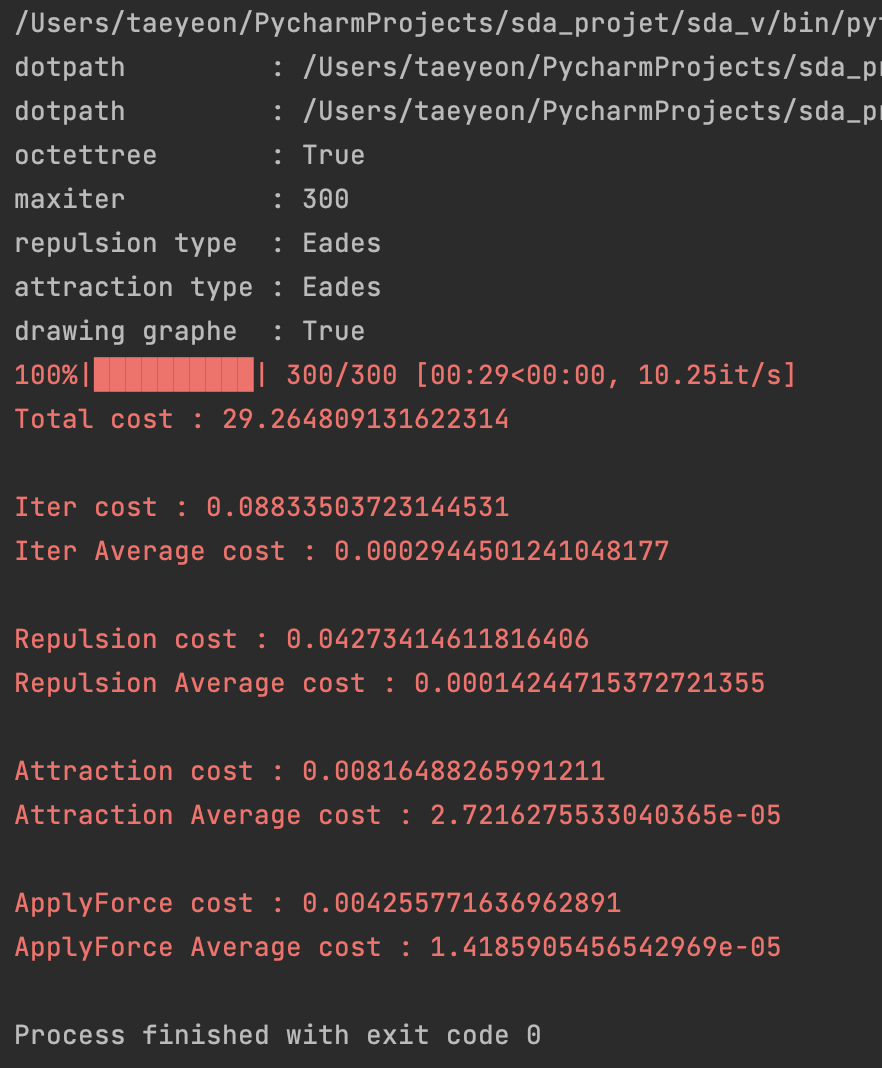 /Users/taeyeon/PycharmProjects/sda_projet/sda_v/bin/pyt
dotpath : /Users/taeyeon/PycharmProjects/sda_pr
dotpath : /Users/taeyeon/PycharmProjects/sda_pr
octettree : True
maxiter : 300
repulsion type : Eades
attraction type : Eades
drawing graphe : True
100%|██████████| 300/300 [00:29<00:00, 10.25it/s]
Total cost : 29.264809131622314
Iter cost : 0.08833503723144531
Iter Average cost : 0.0002944501241048177
Repulsion cost : 0.04273414611816406
Repulsion Average cost : 0.00014244715372721355
Attraction cost : 0.00816488265991211
Attraction Average cost : 2.7216275533040365e-05
ApplyForce cost : 0.004255771636962891
ApplyForce Average cost : 1.4185905456542969e-05
Process finished with exit code 0